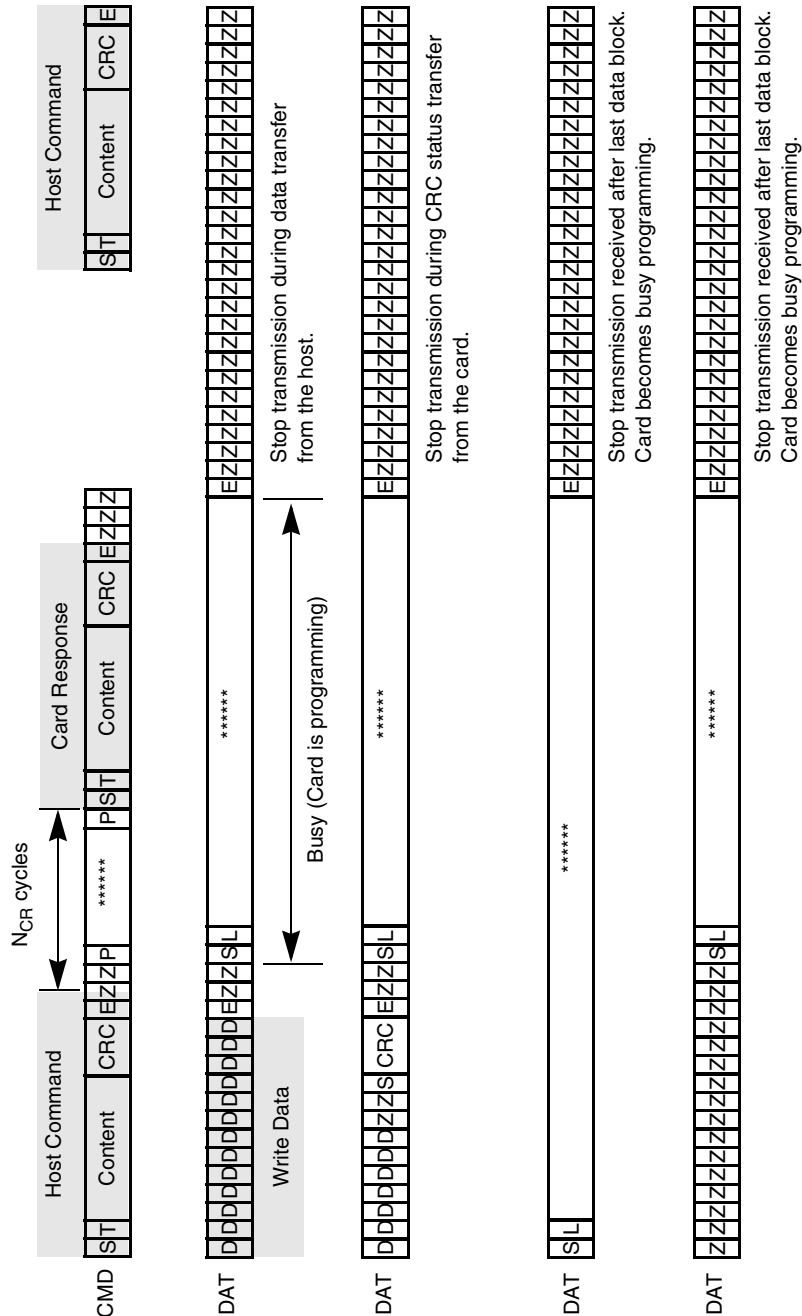 Host Command
N_CR cycles
Card Response
Host Command
CMD S T Content CRC E Z Z P ****** P S T Content CRC E Z Z Z S T Content CRC E
DAT D D D D D D D D D D D D D E Z Z S L ****** E Z Z Z Z Z Z Z Z Z Z Z Z Z Z Z Z Z Z Z Z Z Z Z Z Z Z
Write Data
Busy (Card is programming)
Stop transmission during data transfer
from the host.
DAT D D D D D D D Z Z S CRC E Z Z S L ****** E Z Z Z Z Z Z Z Z Z Z Z Z Z Z Z Z Z Z Z Z Z Z Z Z Z Z
Stop transmission during CRC status transfer
from the card.
DAT S L ****** E Z Z Z Z Z Z Z Z Z Z Z Z Z Z Z Z Z Z Z Z Z Z Z Z Z Z
Stop transmission received after last data block.
Card becomes busy programming.
DAT Z Z Z Z Z Z Z Z Z Z Z Z Z Z Z Z S L ****** E Z Z Z Z Z Z Z Z Z Z Z Z Z Z Z Z Z Z Z Z Z Z Z Z Z Z
Stop transmission received after last data block.
Card becomes busy programming.